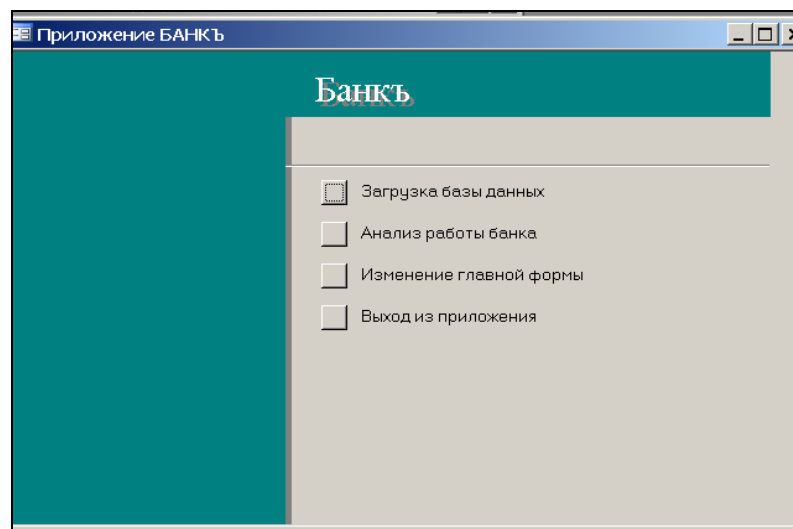 Приложение БАНКЪ
Банкъ
Загрузка базы данных
Анализ работы банка
Изменение главной формы
Выход из приложения